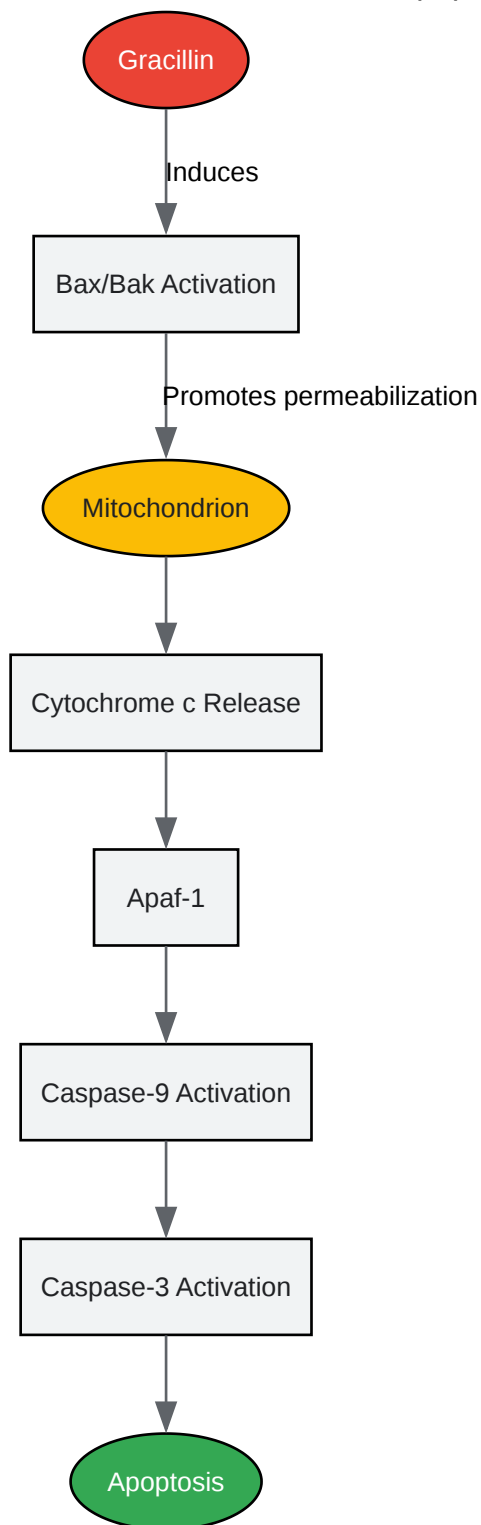 Gracillin
Induces
Bax/Bak Activation
Promotes permeabilization
Mitochondrion
Cytochrome c Release
Apaf-1
Caspase-9 Activation
Caspase-3 Activation
Apoptosis